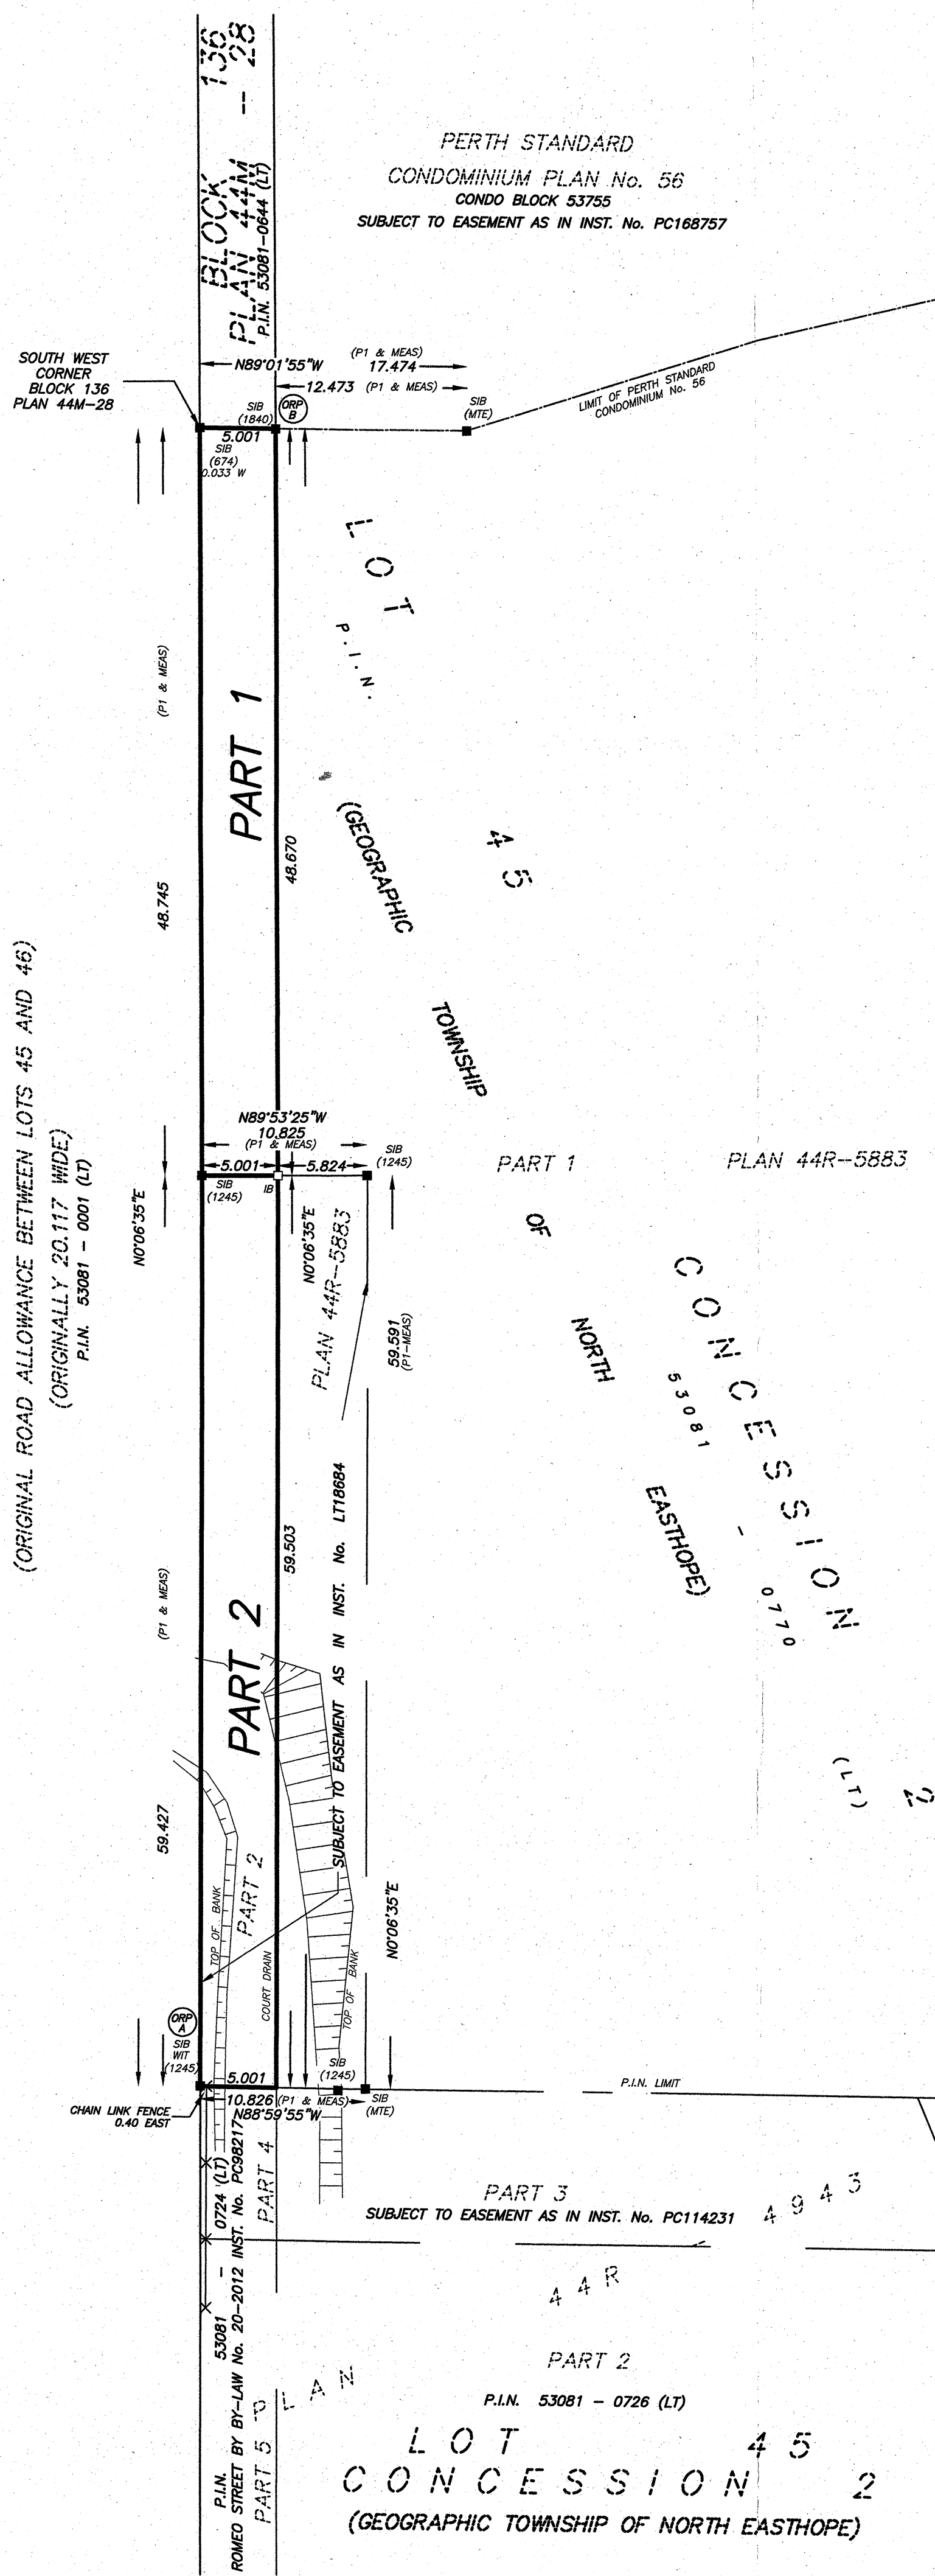 BLOCK 136
PLAN 44M -- 28
P.I.N. 53081-0644 (LT)
PERTH STANDARD
CONDOMINIUM PLAN No. 56
CONDO BLOCK 53755
SUBJECT TO EASEMENT AS IN INST. No. PC168757
SOUTH WEST
CORNER
BLOCK 136
PLAN 44M-28
N89°01'55"W
(P1 & MEAS)
17.474
12.473 (P1 & MEAS)
LIMIT OF PERTH STANDARD
CONDOMINIUM No. 56
SIB
(1840)
ORP
B
SIB
(MTE)
5.001
SIB
(674)
0.033 W
LOT
P.I.N.
(P1 & MEAS)
PART 1
48.745
48.670
(GEOGRAPHIC
45
TOWNSHIP
(ORIGINAL ROAD ALLOWANCE BETWEEN LOTS 45 AND 46)
(ORIGINALLY 20.117 WIDE)
P.I.N. 53081 - 0001 (LT)
N89°53'25"W
10.825
(P1 & MEAS)
5.001
5.824
SIB
(1245)
SIB
(1245)
IB
PART 1
PLAN 44R--5883
N0°06'35"E
N0°06'35"E
PLAN 44R--5883
59.591
(P1-MEAS)
OF
NORTH
CONCESSION
53081
EASTHOPE)
-
0770
(LT)
2
SUBJECT TO EASEMENT AS IN INST. No. LT18684
59.503
(P1 & MEAS)
PART 2
59.427
PART 2
TOP OF BANK
COURT DRAIN
TOP OF BANK
N0°06'35"E
ORP
A
SIB
WIT
(1245)
5.001
SIB
(1245)
P.I.N. LIMIT
CHAIN LINK FENCE
0.40 EAST
10.826 (P1 & MEAS)
N88°59'55"W
SIB
(MTE)
P.I.N. 53081 - 0724 (LT)
ROMEO STREET BY BY-LAW No. 20-2012 INST. No. PC98217
PART 4
PART 5
PART 3
SUBJECT TO EASEMENT AS IN INST. No. PC114231
PLAN 44R 4943
PART 2
P.I.N. 53081 - 0726 (LT)
LOT 45
CONCESSION 2
(GEOGRAPHIC TOWNSHIP OF NORTH EASTHOPE)